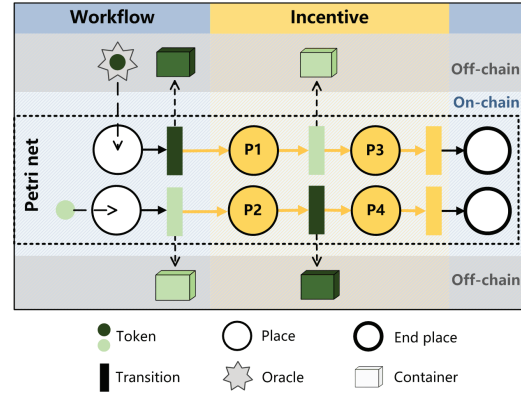 Workflow Incentive
Off-chain
On-chain
Petri net
P1 P3
P2 P4
Off-chain
Token Place End place
Transition Oracle Container